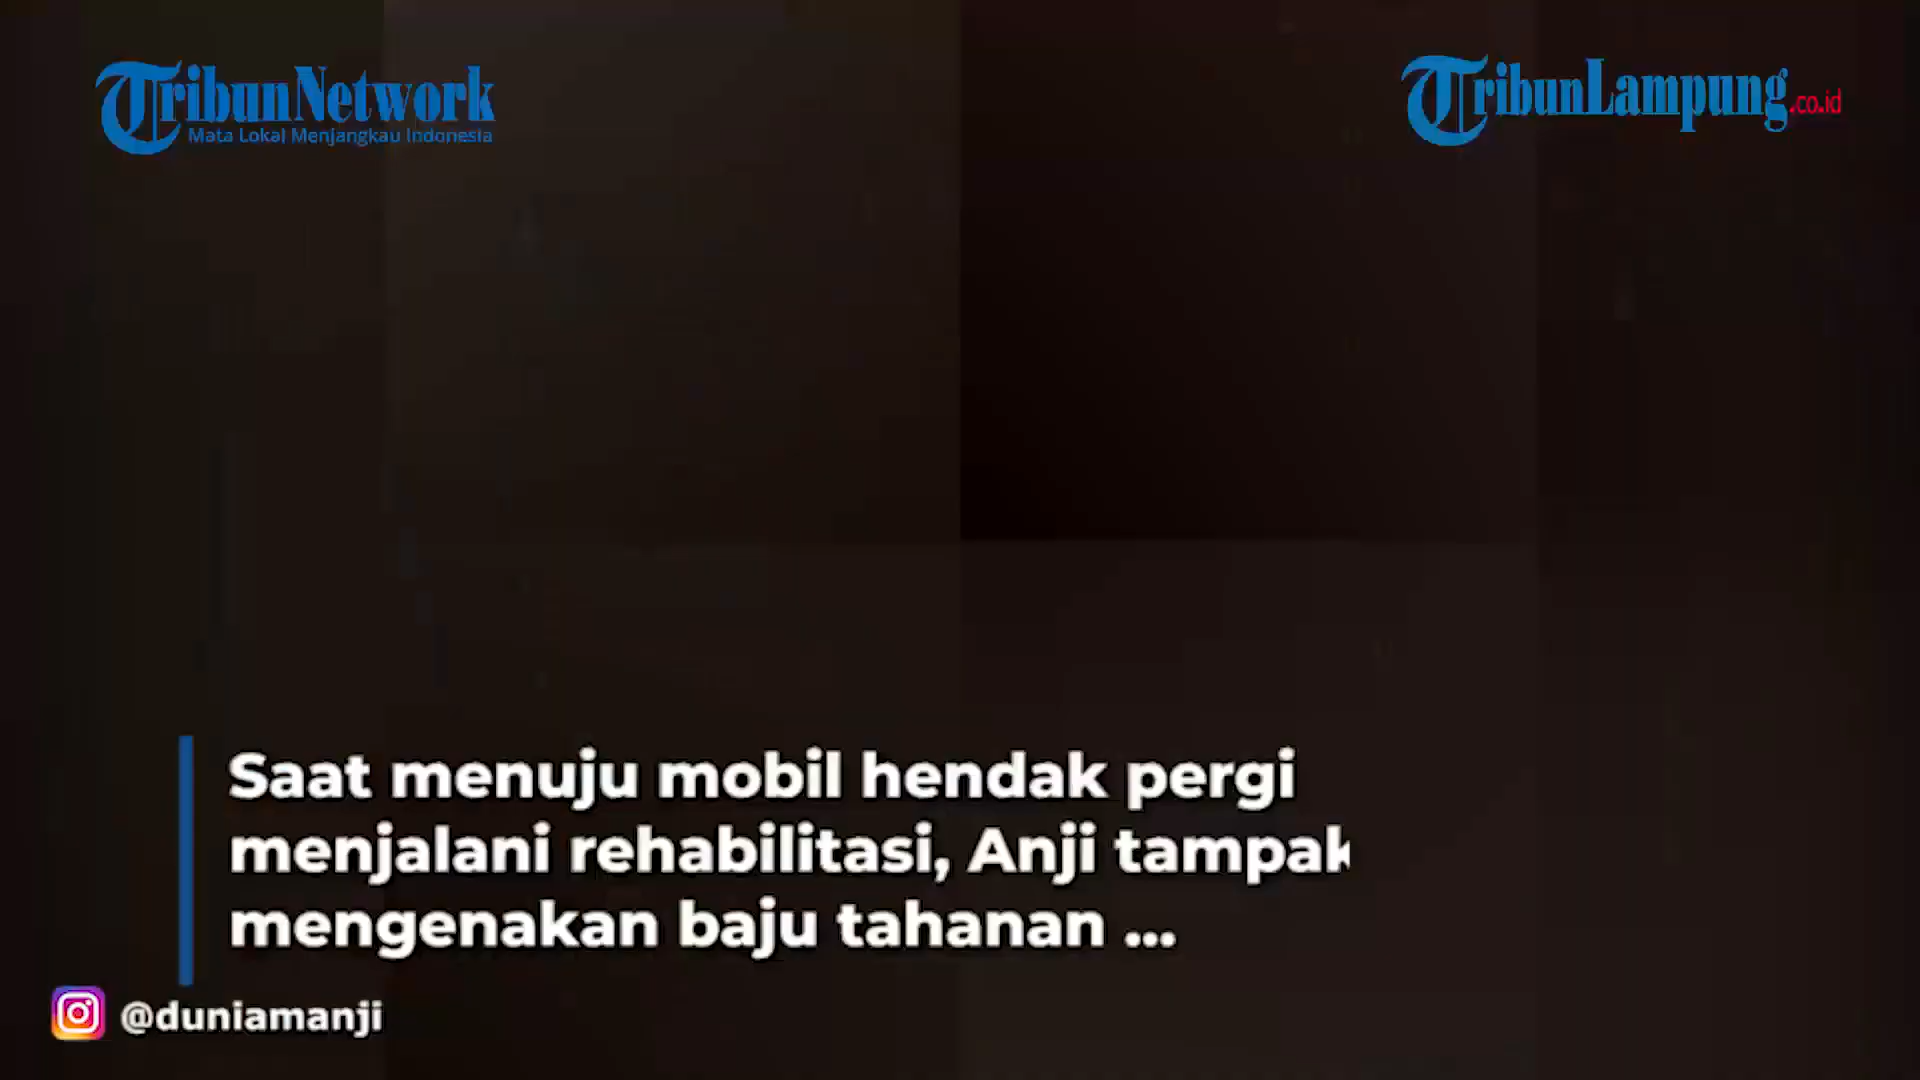 TribunNetwork
Mata Lokal Menjangkau Indonesia
TribunLampung.co.id
Saat menuju mobil hendak pergi
menjalani rehabilitasi, Anji tampak
mengenakan baju tahanan ...
@duniamanji